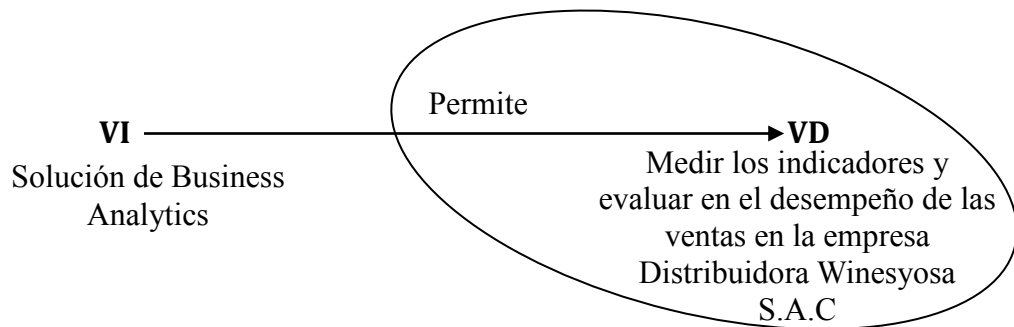 Permite
VI
VD
Solución de Business
Analytics
Medir los indicadores y
evaluar en el desempeño de las
ventas en la empresa
Distribuidora Winesyosa
S.A.C